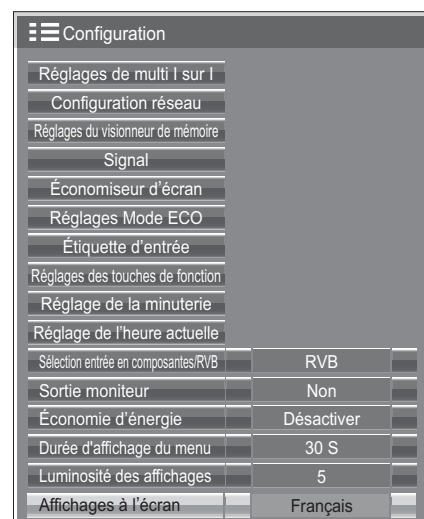 Configuration
Réglages de multi I sur I
Configuration réseau
Réglages du visionneur de mémoire
Signal
Économiseur d’écran
Réglages Mode ECO
Étiquette d’entrée
Réglages des touches de fonction
Réglage de la minuterie
Réglage de l’heure actuelle
Sélection entrée en composantes/RVB RVB
Sortie moniteur Non
Économie d’énergie Désactiver
Durée d'affichage du menu 30 S
Luminosité des affichages 5
Affichages à l’écran Français